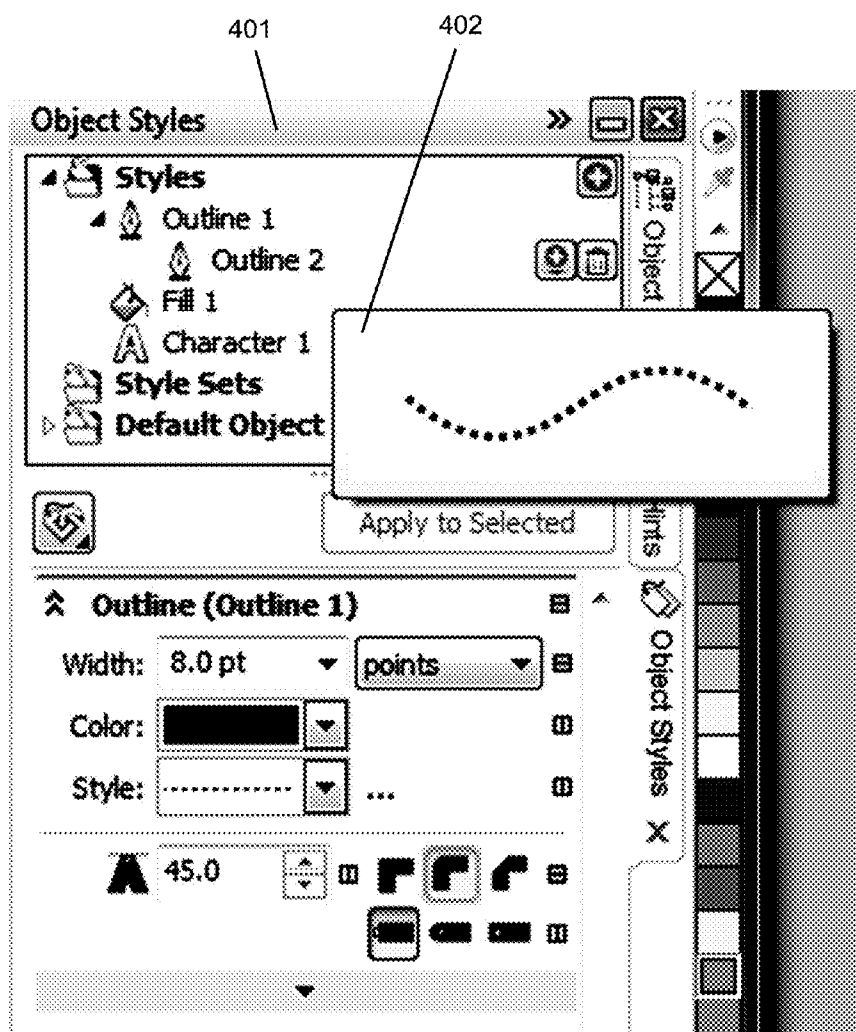 401
402
Object Styles
Styles
Outline 1
Outline 2
Fill 1
Character 1
Style Sets
Default Object
Object
Hints
Apply to Selected
Outline (Outline 1)
Width: 8.0 pt points
Color:
Style: ...
45.0
Object Styles